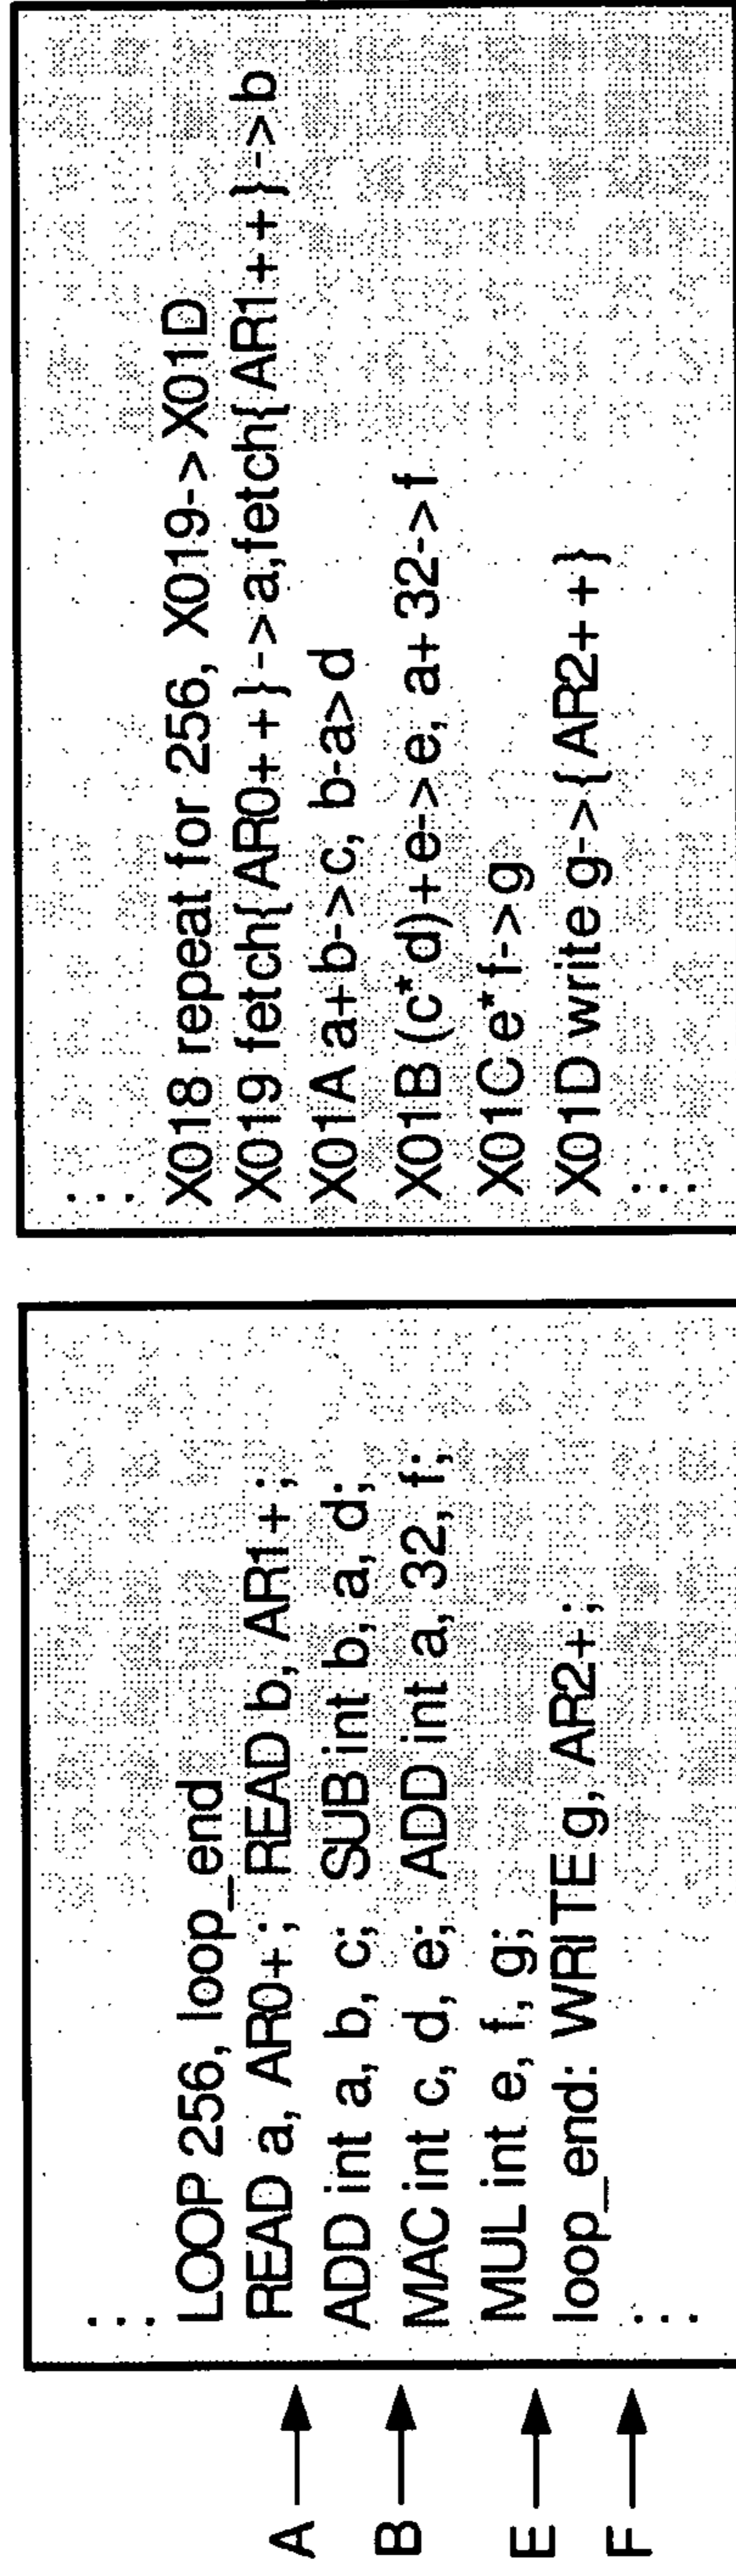 A
B
E
F
...
LOOP 256, loop_end
READ a, AR0+; READ b, AR1+;
ADD int a, b, c; SUB int b, a, d;
MAC int c, d, e; ADD int a, 32, f;
MUL int e, f, g;
loop_end: WRITE g, AR2+;
...
...
X018 repeat for 256, X019->X01D
X019 fetch{AR0++}->a,fetch{AR1++}->b
X01A a+b->c, b-a>d
X01B (c*d)+e->e, a+32->f
X01C e*f->g
X01D write g->{AR2++}
...